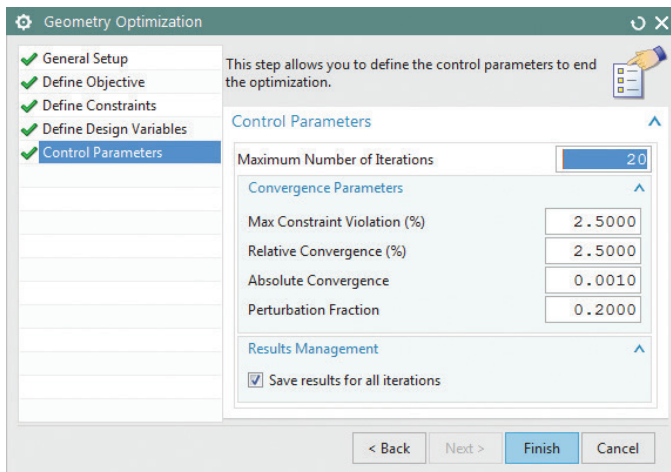 Geometry Optimization
General Setup
Define Objective
Define Constraints
Define Design Variables
Control Parameters
This step allows you to define the control parameters to end
the optimization.
Control Parameters
Maximum Number of Iterations 20
Convergence Parameters
Max Constraint Violation (%) 2.5000
Relative Convergence (%) 2.5000
Absolute Convergence 0.0010
Perturbation Fraction 0.2000
Results Management
Save results for all iterations
< Back Next > Finish Cancel